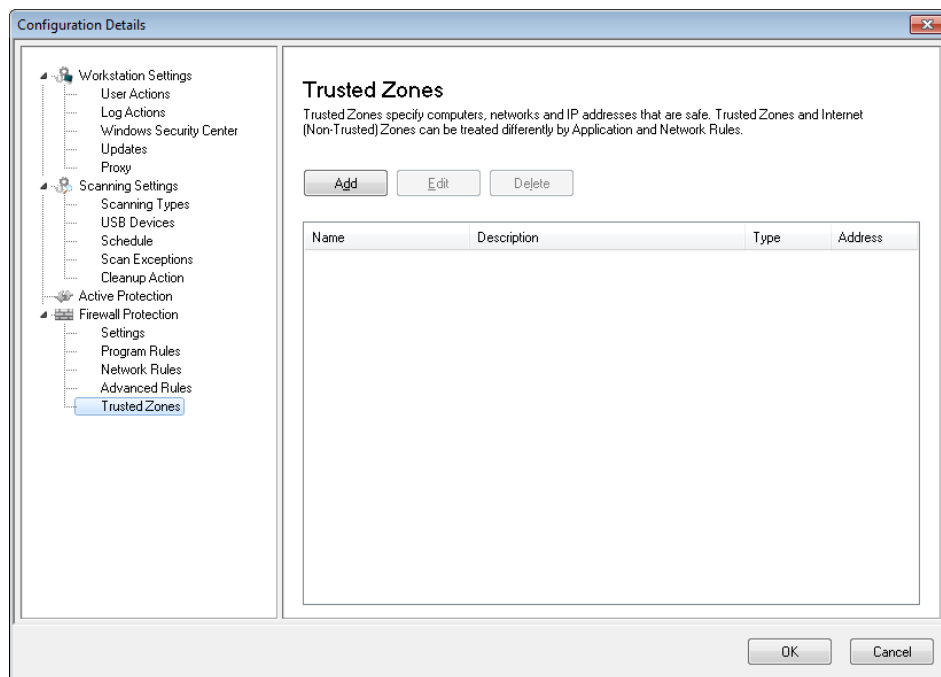 Configuration Details
Workstation Settings
User Actions
Log Actions
Windows Security Center
Updates
Proxy
Scanning Settings
Scanning Types
USB Devices
Schedule
Scan Exceptions
Cleanup Action
Active Protection
Firewall Protection
Settings
Program Rules
Network Rules
Advanced Rules
Trusted Zones
Trusted Zones
Trusted Zones specify computers, networks and IP addresses that are safe. Trusted Zones and Internet
(Non-Trusted) Zones can be treated differently by Application and Network Rules.
Add Edit Delete
Name Description Type Address
OK Cancel